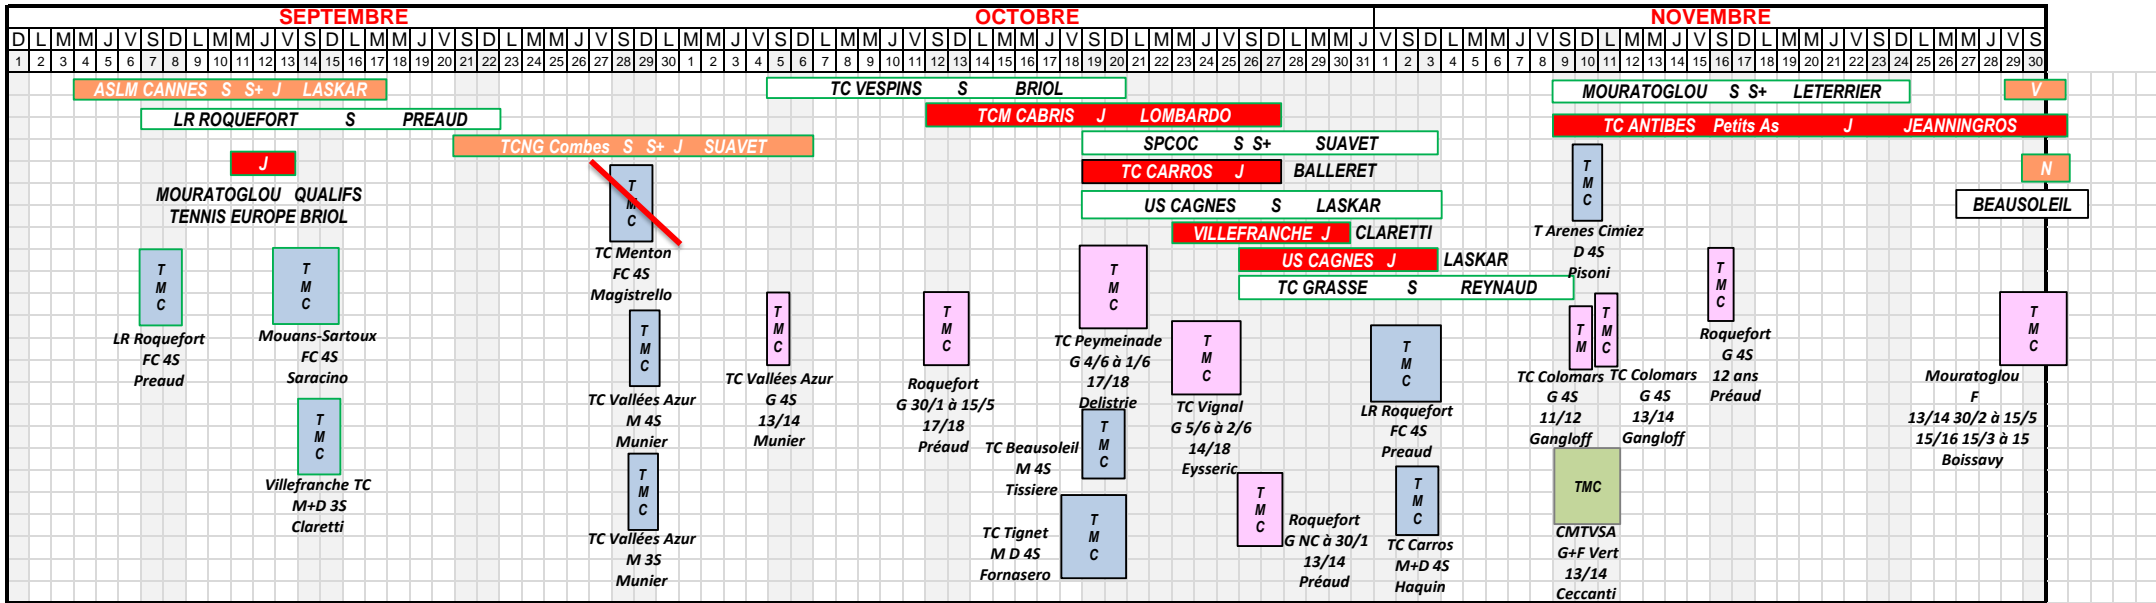 SEPTEMBRE OCTOBRE NOVEMBRE
D L M M J V S D L M M J V S D L M M J V S D L M M J V S D L M M J V S D L M M J V S D L M M J V S D L M M J V S D L M M J V S D L M M J V S D L M M J V S D L M M J V S
1 2 3 4 5 6 7 8 9 10 11 12 13 14 15 16 17 18 19 20 21 22 23 24 25 26 27 28 29 30 1 2 3 4 5 6 7 8 9 10 11 12 13 14 15 16 17 18 19 20 21 22 23 24 25 26 27 28 29 30 31 1 2 3 4 5 6 7 8 9 10 11 12 13 14 15 16 17 18 19 20 21 22 23 24 25 26 27 28 29 30
ASLM CANNES S S+ J LASKAR
TC VESPINS S BRIOL
MOURATOGLOU S S+ LETERRIER
V
LR ROQUEFORT S PREAUD
TCM CABRIS J LOMBARDO
TC ANTIBES Petits As J JEANNINGROS
TCNG Combes S S+ J SUAVET
SPCOC S S+ SUAVET
J
TC CARROS J BALLERET
N
MOURATOGLOU QUALIFS
TENNIS EUROPE BRIOL
US CAGNES S LASKAR
BEAUSOLEIL
VILLEFRANCHE J CLARETTI
US CAGNES J LASKAR
TC GRASSE S REYNAUD
T
M
C
TC Menton
FC 4S
Magistrello
T
M
C
T Arenes Cimiez
D 4S
Pisoni
T
M
C
LR Roquefort
FC 4S
Preaud
T
M
C
Mouans-Sartoux
FC 4S
Saracino
T
M
C
Villefranche TC
M+D 3S
Claretti
T
M
C
TC Vallées Azur
M 4S
Munier
T
M
C
TC Vallées Azur
M 3S
Munier
T
M
C
TC Vallées Azur
G 4S
13/14
Munier
T
M
C
Roquefort
G 30/1 à 15/5
17/18
Préaud
T
M
C
TC Peymeinade
G 4/6 à 1/6
17/18
Delistrie
T
M
C
TC Beausoleil
M 4S
Tissiere
T
M
C
TC Tignet
M D 4S
Fornasero
T
M
C
TC Vignal
G 5/6 à 2/6
14/18
Eysseric
T
M
C
Roquefort
G NC à 30/1
13/14
Préaud
T
M
C
LR Roquefort
FC 4S
Preaud
T
M
C
TC Carros
M+D 4S
Haquin
T
M
TC Colomars
G 4S
11/12
Gangloff
T
M
C
TC Colomars
G 4S
13/14
Gangloff
TMC
CMTVSA
G+F Vert
13/14
Ceccanti
T
M
C
Roquefort
G 4S
12 ans
Préaud
T
M
C
Mouratoglou
F
13/14 30/2 à 15/5
15/16 15/3 à 15
Boissavy